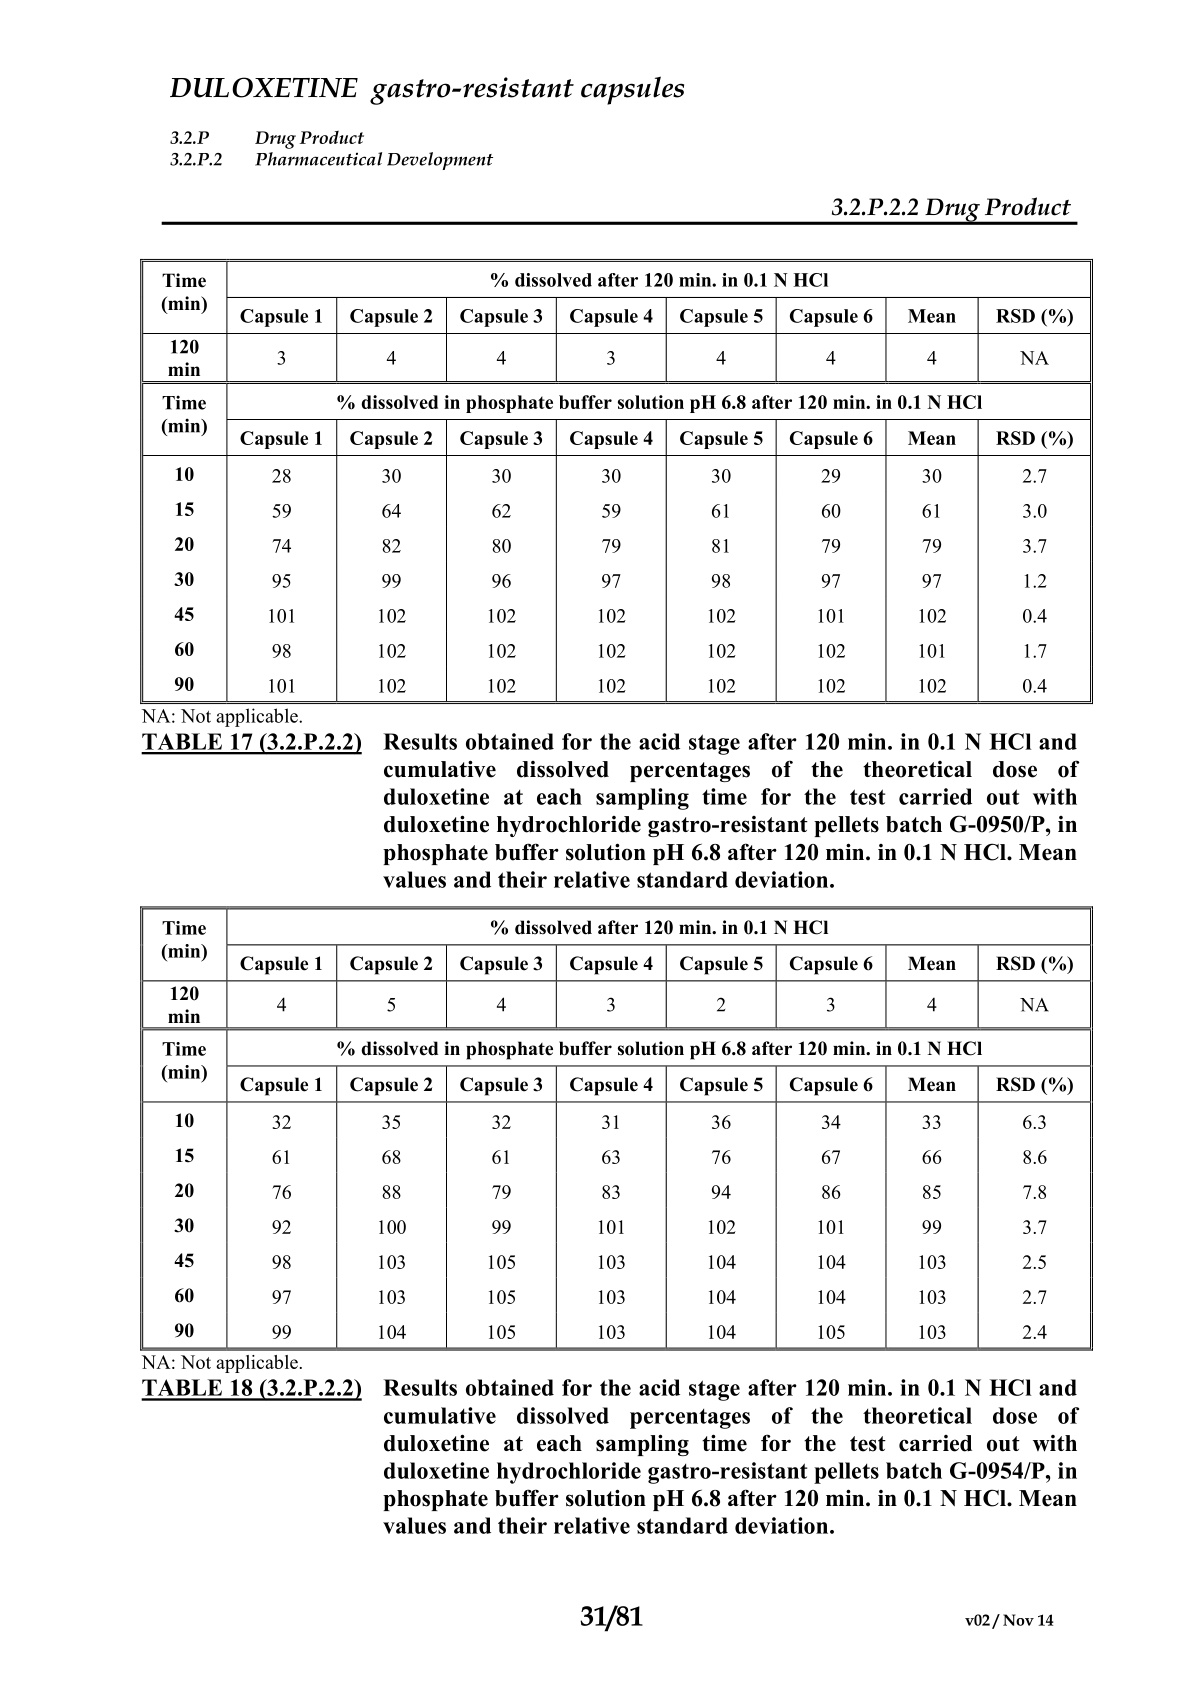 DULOXETINE gastro-resistant capsules
3.2.P Drug Product
3.2.P.2 Pharmaceutical Development
3.2.P.2.2 Drug Product
Time (min) % dissolved after 120 min. in 0.1 N HCl
Capsule 1 Capsule 2 Capsule 3 Capsule 4 Capsule 5 Capsule 6 Mean RSD (%)
120 min 3 4 4 3 4 4 4 NA
Time (min) % dissolved in phosphate buffer solution pH 6.8 after 120 min. in 0.1 N HCl
Capsule 1 Capsule 2 Capsule 3 Capsule 4 Capsule 5 Capsule 6 Mean RSD (%)
10 28 30 30 30 30 29 30 2.7
15 59 64 62 59 61 60 61 3.0
20 74 82 80 79 81 79 79 3.7
30 95 99 96 97 98 97 97 1.2
45 101 102 102 102 102 101 102 0.4
60 98 102 102 102 102 102 101 1.7
90 101 102 102 102 102 102 102 0.4
NA: Not applicable.
TABLE 17 (3.2.P.2.2) Results obtained for the acid stage after 120 min. in 0.1 N HCl and
cumulative dissolved percentages of the theoretical dose of
duloxetine at each sampling time for the test carried out with
duloxetine hydrochloride gastro-resistant pellets batch G-0950/P, in
phosphate buffer solution pH 6.8 after 120 min. in 0.1 N HCl. Mean
values and their relative standard deviation.
Time (min) % dissolved after 120 min. in 0.1 N HCl
Capsule 1 Capsule 2 Capsule 3 Capsule 4 Capsule 5 Capsule 6 Mean RSD (%)
120 min 4 5 4 3 2 3 4 NA
Time (min) % dissolved in phosphate buffer solution pH 6.8 after 120 min. in 0.1 N HCl
Capsule 1 Capsule 2 Capsule 3 Capsule 4 Capsule 5 Capsule 6 Mean RSD (%)
10 32 35 32 31 36 34 33 6.3
15 61 68 61 63 76 67 66 8.6
20 76 88 79 83 94 86 85 7.8
30 92 100 99 101 102 101 99 3.7
45 98 103 105 103 104 104 103 2.5
60 97 103 105 103 104 104 103 2.7
90 99 104 105 103 104 105 103 2.4
NA: Not applicable.
TABLE 18 (3.2.P.2.2) Results obtained for the acid stage after 120 min. in 0.1 N HCl and
cumulative dissolved percentages of the theoretical dose of
duloxetine at each sampling time for the test carried out with
duloxetine hydrochloride gastro-resistant pellets batch G-0954/P, in
phosphate buffer solution pH 6.8 after 120 min. in 0.1 N HCl. Mean
values and their relative standard deviation.
31/81 v02 / Nov 14